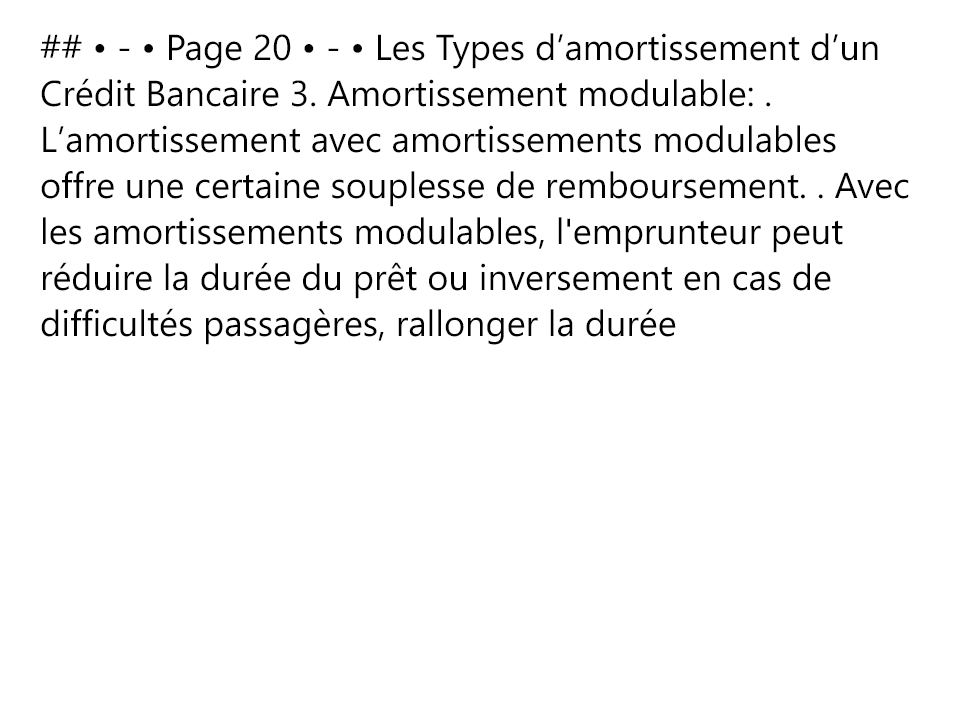 ## • - • Page 20 • - • Les Types d’amortissement d’un
Crédit Bancaire 3. Amortissement modulable: .
L’amortissement avec amortissements modulables
offre une certaine souplesse de remboursement. . Avec
les amortissements modulables, l'emprunteur peut
réduire la durée du prêt ou inversement en cas de
difficultés passagères, rallonger la durée